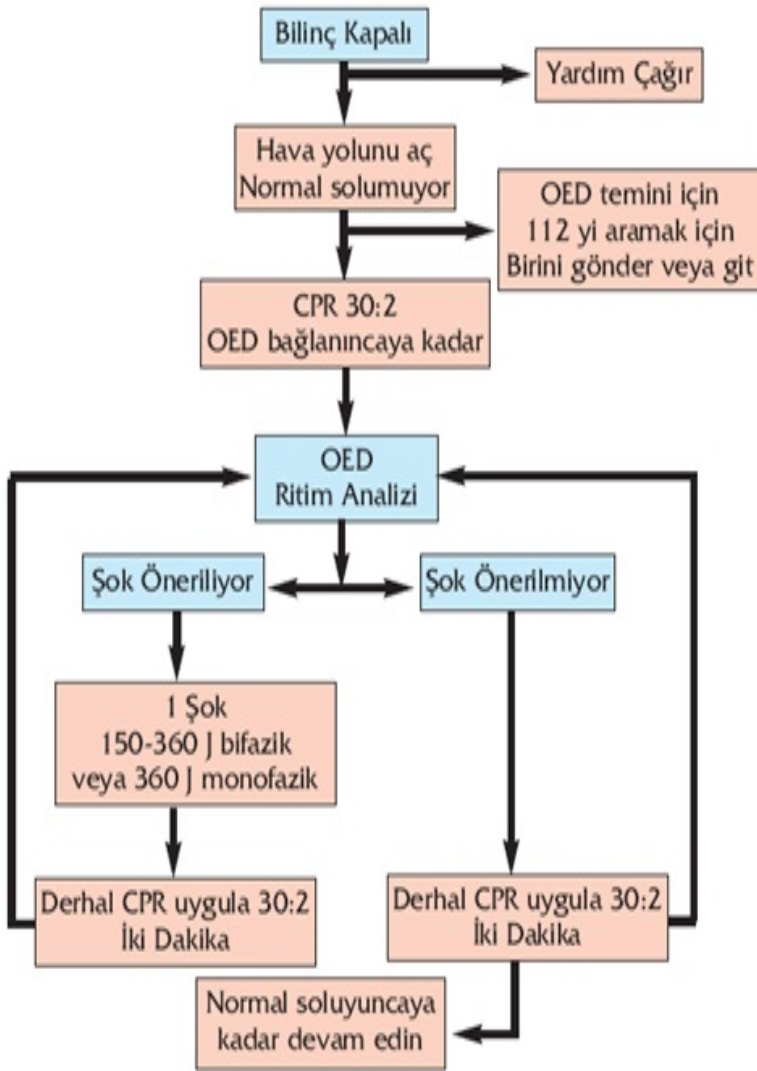 Bilinç Kapalı
Yardım Çağır
Hava yolunu aç
Normal solumuyor
OED temini için
112 yi aramak için
Birini gönder veya git
CPR 30:2
OED bağlanıncaya kadar
OED
Ritim Analizi
Şok Öneriliyor
Şok Önerilmiyor
1 Şok
150-360 J bifazik
veya 360 J monofazik
Derhal CPR uygula 30:2
İki Dakika
Derhal CPR uygula 30:2
İki Dakika
Normal soluyuncaya
kadar devam edin